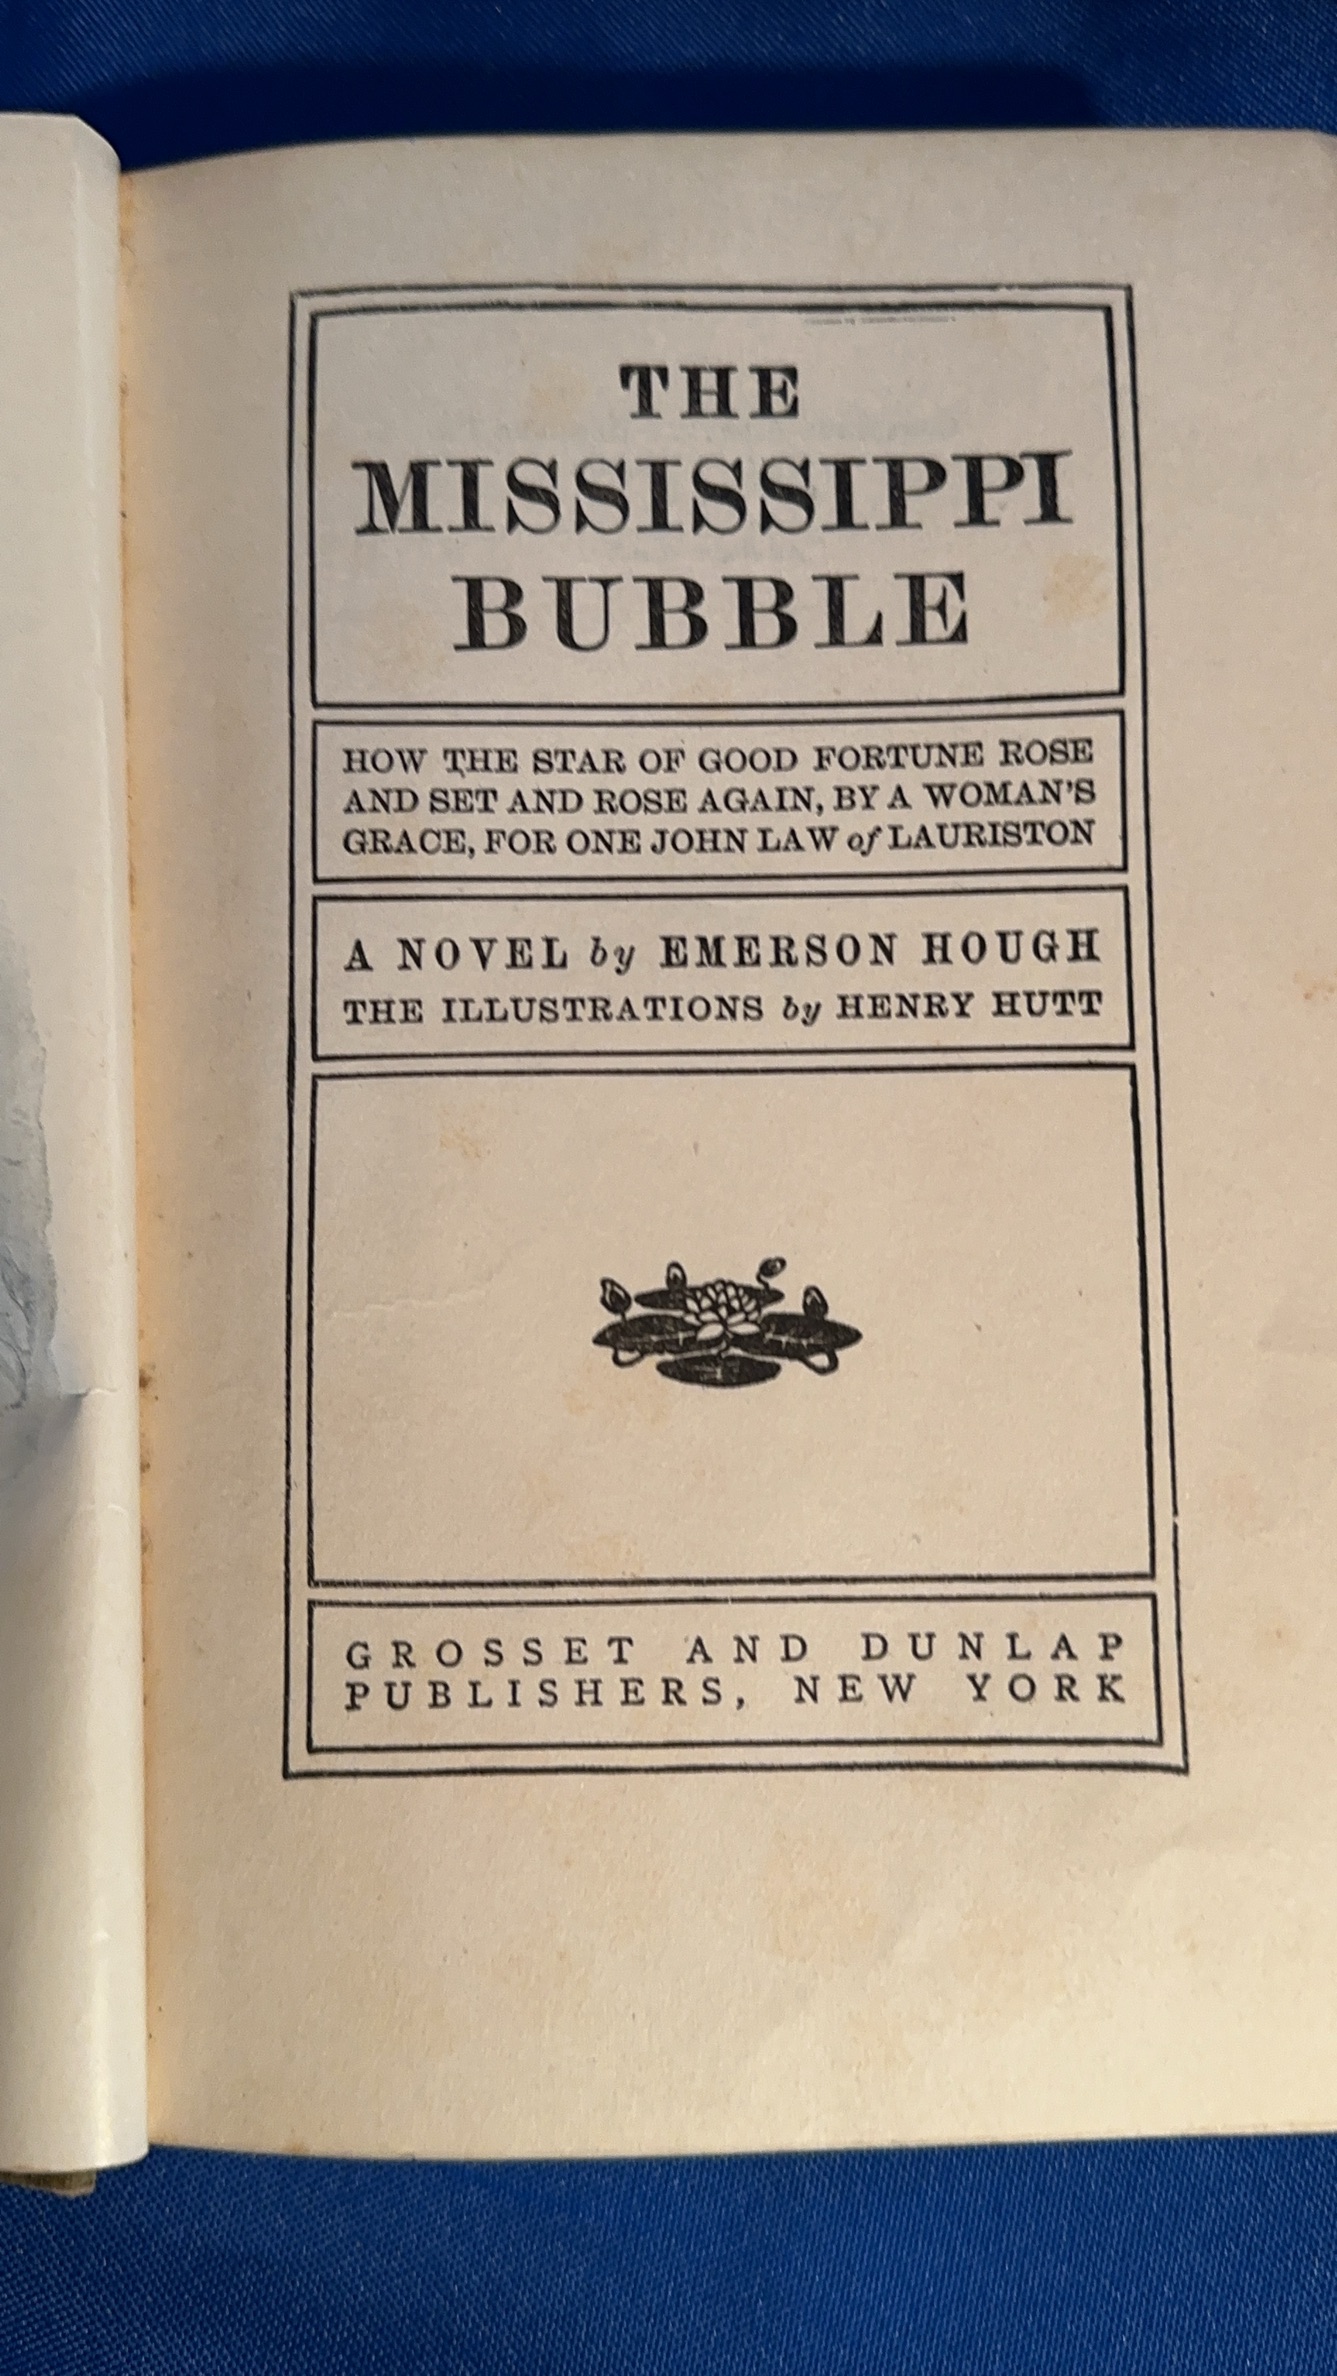 THE
MISSISSIPPI
BUBBLE
HOW THE STAR OF GOOD FORTUNE ROSE
AND SET AND ROSE AGAIN, BY A WOMAN'S
GRACE, FOR ONE JOHN LAW of LAURISTON
A NOVEL by EMERSON HOUGH
THE ILLUSTRATIONS by HENRY HUTT
GROSSET AND DUNLAP
PUBLISHERS, NEW YORK